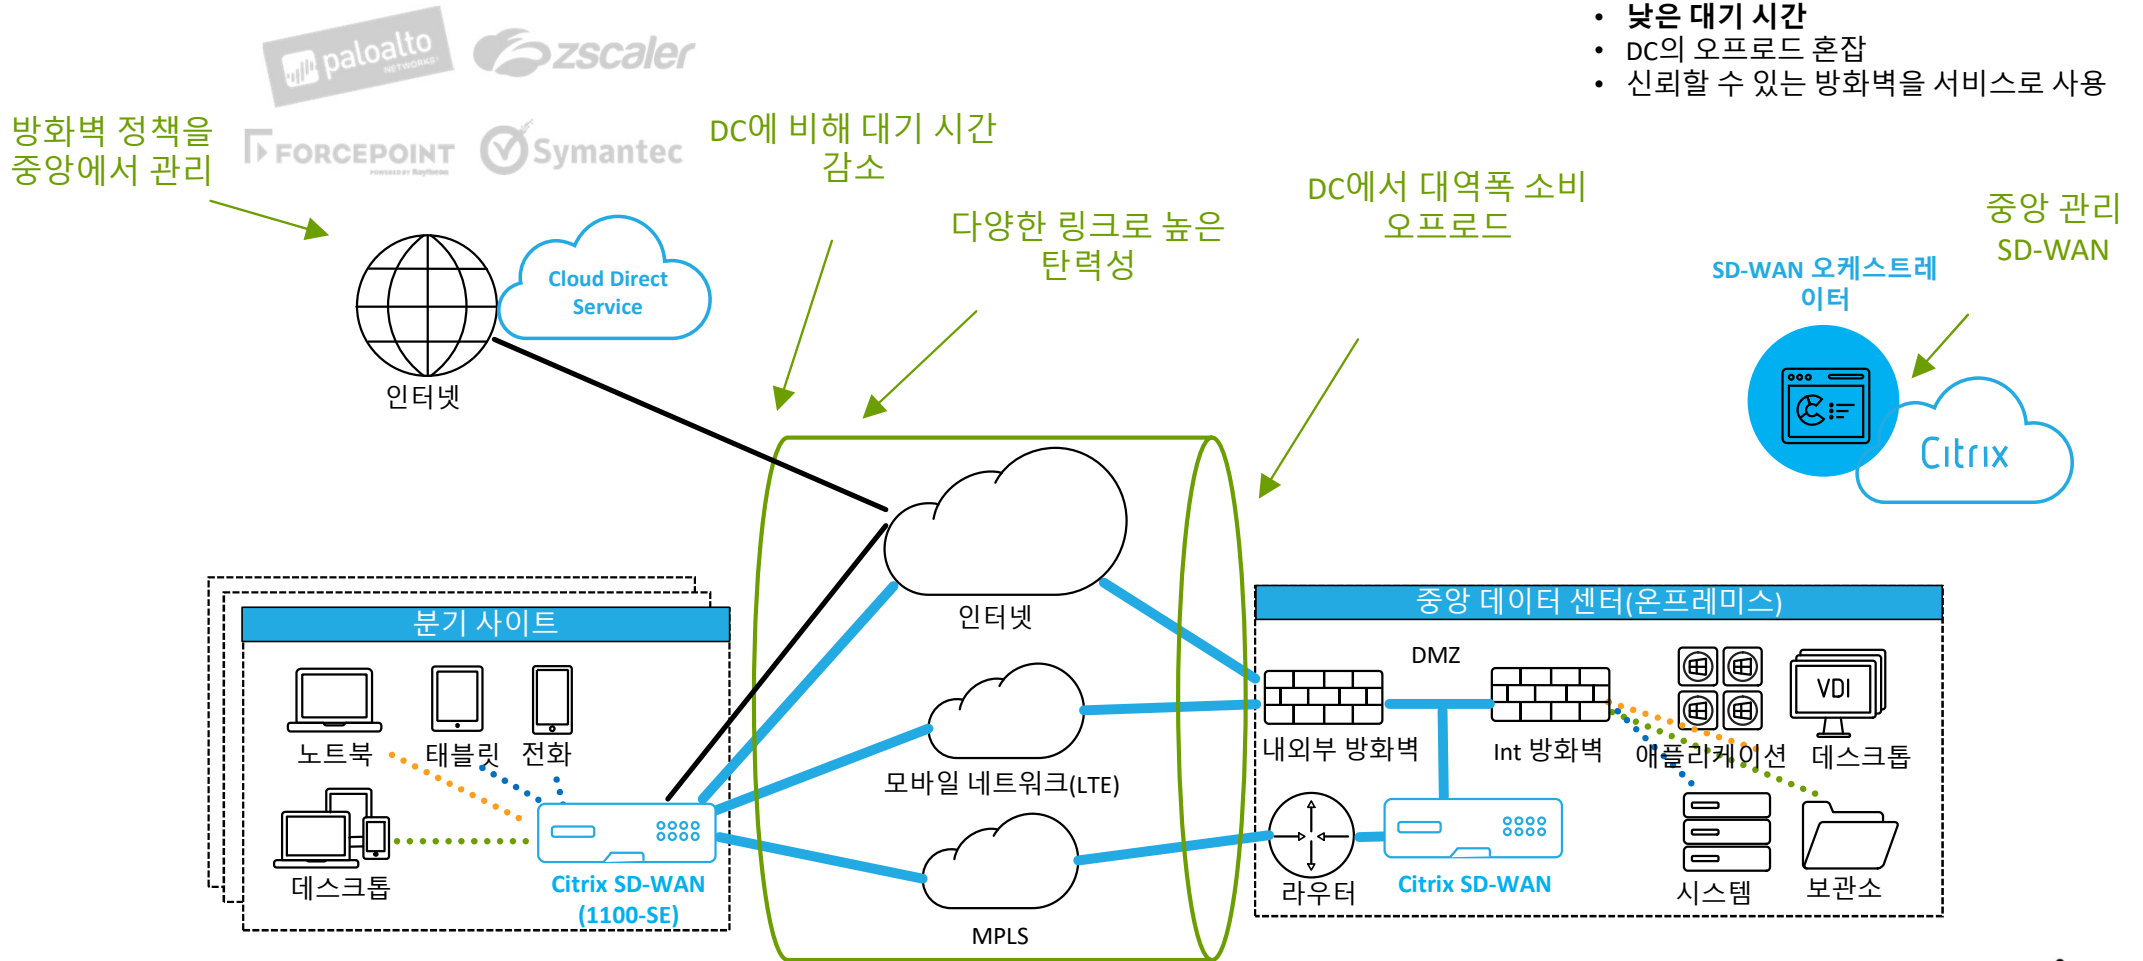 • 낮은 대기 시간
• DC의 오프로드 혼잡
• 신뢰할 수 있는 방화벽을 서비스로 사용
paloalto
NETWORKS
zscaler
FORCEPOINT
POWERED BY Raytheon
Symantec
방화벽 정책을
중앙에서 관리
DC에 비해 대기 시간
감소
다양한 링크로 높은
탄력성
DC에서 대역폭 소비
오프로드
중앙 관리
SD-WAN
Cloud Direct
Service
인터넷
SD-WAN 오케스트레
이터
Citrix
분기 사이트
노트북
태블릿
전화
데스크톱
Citrix SD-WAN
(1100-SE)
인터넷
모바일 네트워크(LTE)
MPLS
중앙 데이터 센터(온프레미스)
DMZ
VDI
내외부 방화벽
Int 방화벽
애플리케이션
데스크톱
라우터
Citrix SD-WAN
시스템
보관소